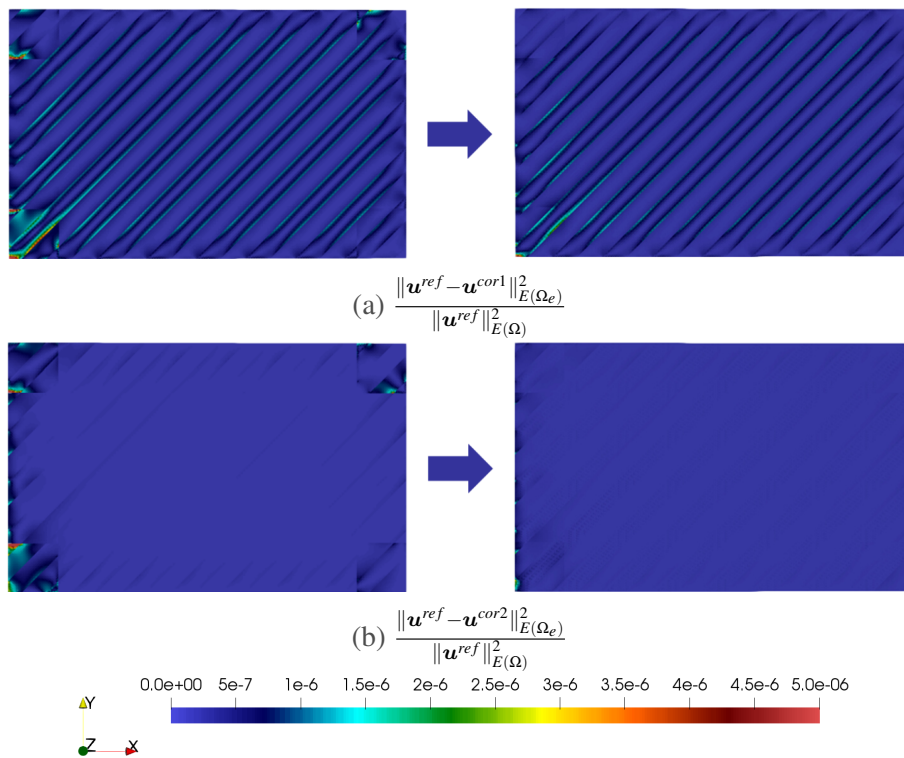 (a) $\frac{\|\boldsymbol{u}^{ref}-\boldsymbol{u}^{cor1}\|^2_{E(\Omega_e)}}{\|\boldsymbol{u}^{ref}\|^2_{E(\Omega)}}$
(b) $\frac{\|\boldsymbol{u}^{ref}-\boldsymbol{u}^{cor2}\|^2_{E(\Omega_e)}}{\|\boldsymbol{u}^{ref}\|^2_{E(\Omega)}}$
0.0e+00 5e-7 1e-6 1.5e-6 2e-6 2.5e-6 3e-6 3.5e-6 4e-6 4.5e-6 5.0e-06
Y
Z X